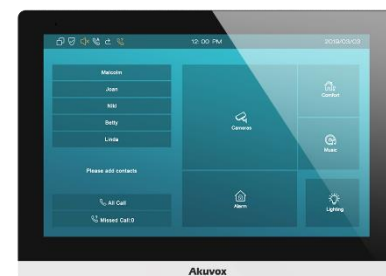 12:00 PM
2019/03/03
Malcolm
Joan
Niki
Betty
Linda
Please add contacts
All Call
Missed Call:0
Cameras
Alarm
Comfort
Music
Lighting
Akuvox